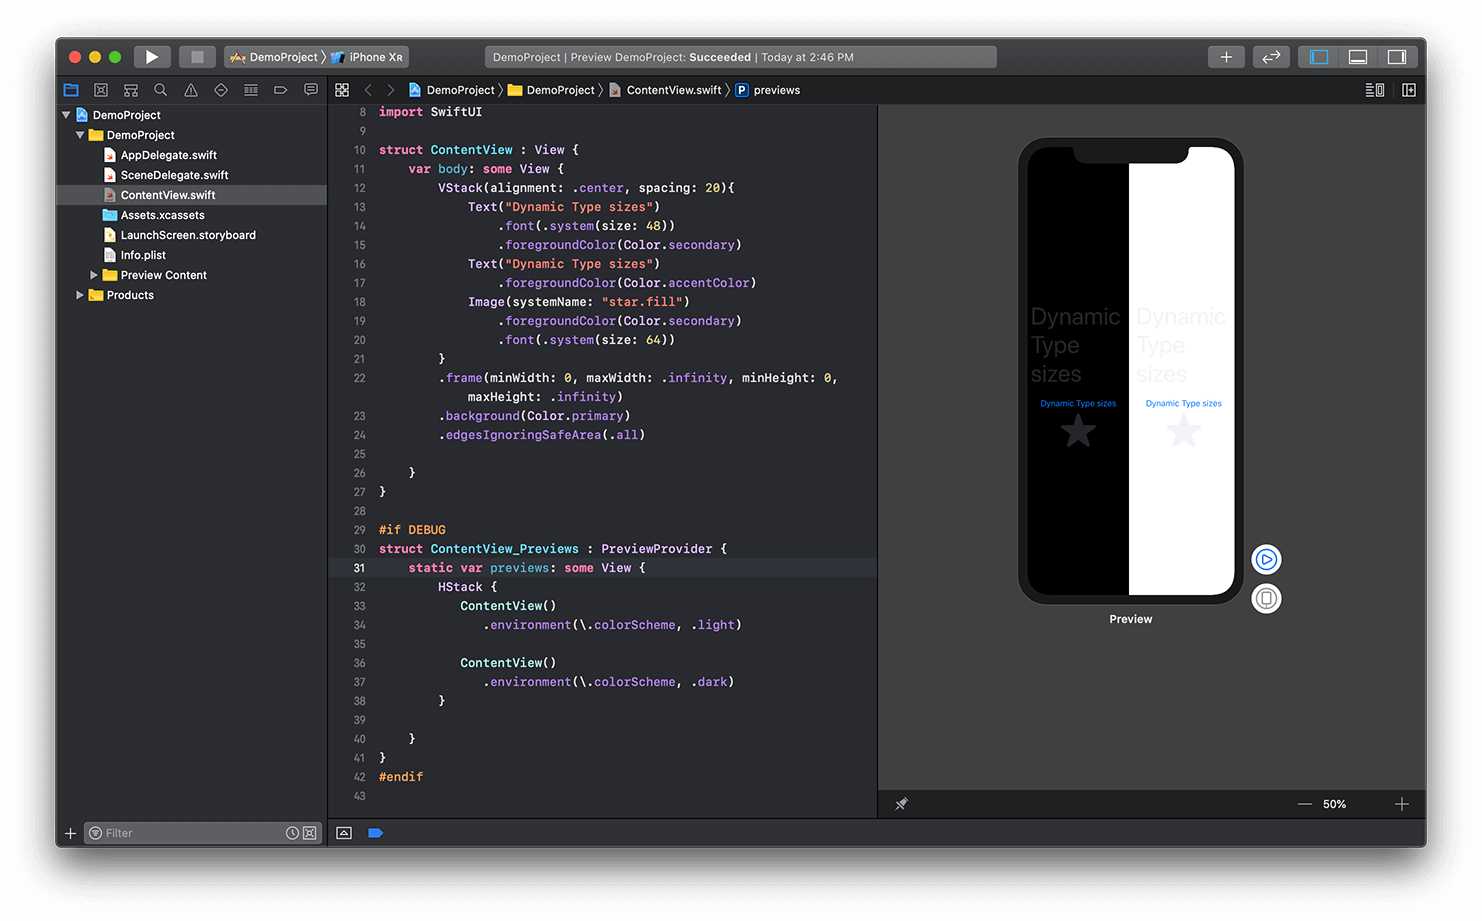 DemoProject iPhone XR
DemoProject | Preview DemoProject: Succeeded | Today at 2:46 PM
DemoProject DemoProject ContentView.swift P previews
DemoProject
DemoProject
AppDelegate.swift
SceneDelegate.swift
ContentView.swift
Assets.xcassets
LaunchScreen.storyboard
Info.plist
Preview Content
Products
Filter
8 import SwiftUI
9
10 struct ContentView : View {
11 var body: some View {
12 VStack(alignment: .center, spacing: 20){
13 Text("Dynamic Type sizes")
14 .font(.system(size: 48))
15 .foregroundColor(Color.secondary)
16 Text("Dynamic Type sizes")
17 .foregroundColor(Color.accentColor)
18 Image(systemName: "star.fill")
19 .foregroundColor(Color.secondary)
20 .font(.system(size: 64))
21 }
22 .frame(minWidth: 0, maxWidth: .infinity, minHeight: 0,
maxHeight: .infinity)
23 .background(Color.primary)
24 .edgesIgnoringSafeArea(.all)
25
26 }
27 }
28
29 #if DEBUG
30 struct ContentView_Previews : PreviewProvider {
31 static var previews: some View {
32 HStack {
33 ContentView()
34 .environment(\.colorScheme, .light)
35
36 ContentView()
37 .environment(\.colorScheme, .dark)
38 }
39
40 }
41 }
42 #endif
43
Dynamic
Type
sizes
Dynamic Type sizes
Dynamic
Type
sizes
Dynamic Type sizes
Preview
50%